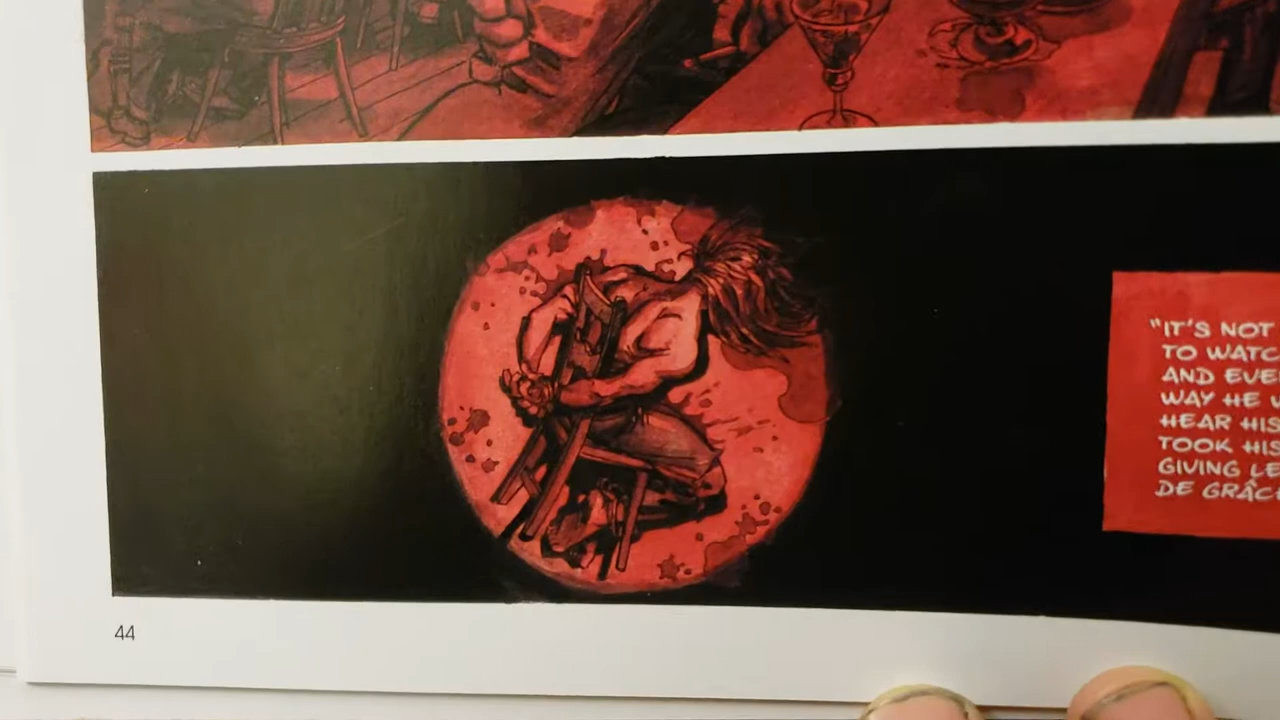 "IT'S NOT
TO WATC
AND EVE
WAY HE
HEAR HIS
TOOK HIS
GIVING LE
DE GRÂC
44